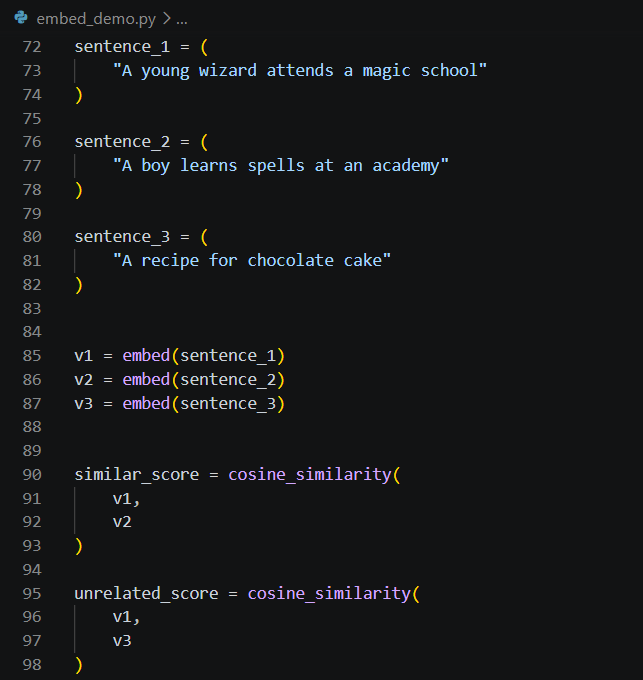 embed_demo.py > ...
72 sentence_1 = (
73     "A young wizard attends a magic school"
74 )
75
76 sentence_2 = (
77     "A boy learns spells at an academy"
78 )
79
80 sentence_3 = (
81     "A recipe for chocolate cake"
82 )
83
84
85 v1 = embed(sentence_1)
86 v2 = embed(sentence_2)
87 v3 = embed(sentence_3)
88
89
90 similar_score = cosine_similarity(
91     v1,
92     v2
93 )
94
95 unrelated_score = cosine_similarity(
96     v1,
97     v3
98 )